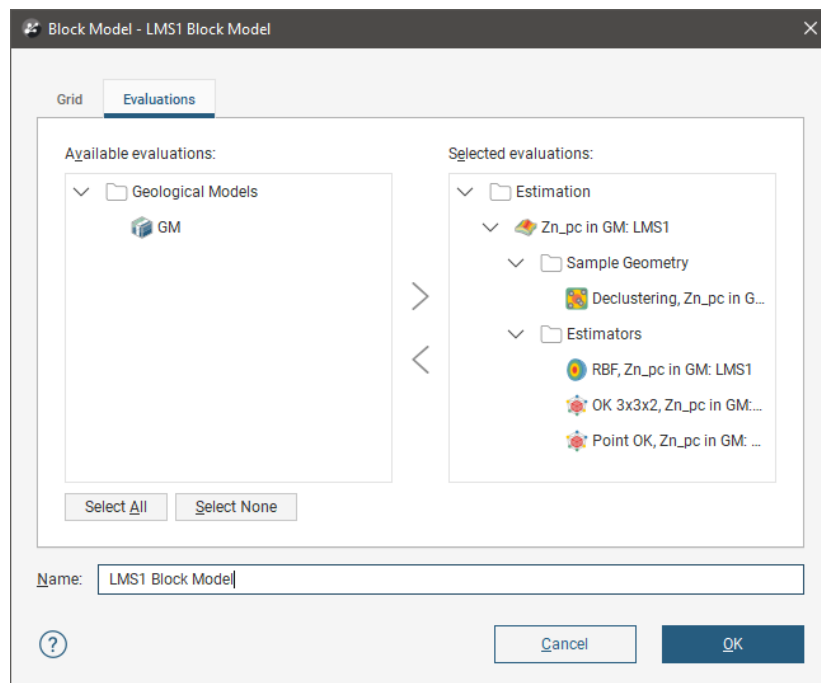 Block Model - LMS1 Block Model
Grid Evaluations
Available evaluations:
Geological Models
GM
Selected evaluations:
Estimation
Zn_pc in GM: LMS1
Sample Geometry
Declustering, Zn_pc in G...
Estimators
RBF, Zn_pc in GM: LMS1
OK 3x3x2, Zn_pc in GM:...
Point OK, Zn_pc in GM: ...
Select All Select None
Name: LMS1 Block Model
? Cancel OK